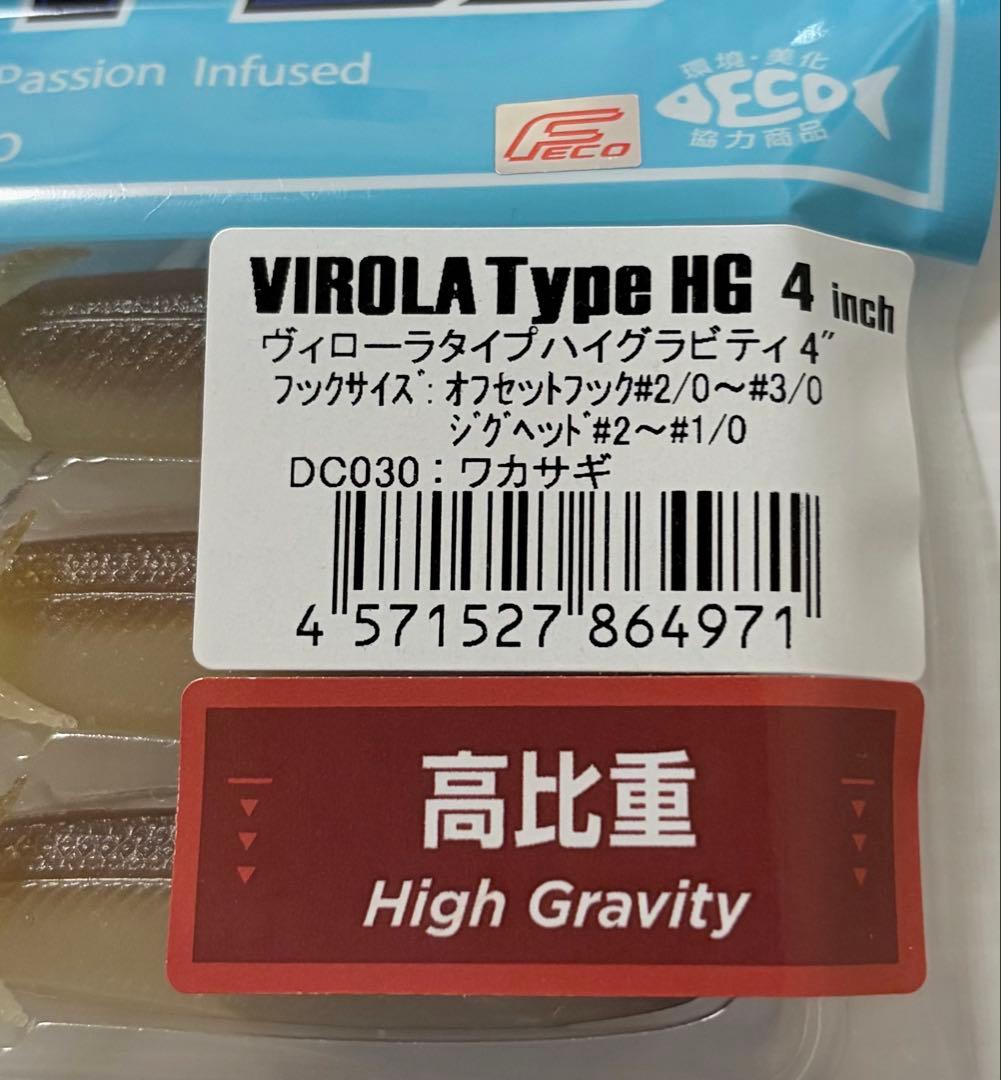 Passion Infused
環境・美化
ECO
協力商品
FECO
VIROLA Type HG 4 inch
ヴィローラタイプハイグラビティ 4"
フックサイズ: オフセットフック#2/0～#3/0
ジグヘッド#2～#1/0
DC030：ワカサギ
4 571527 864971
高比重
High Gravity